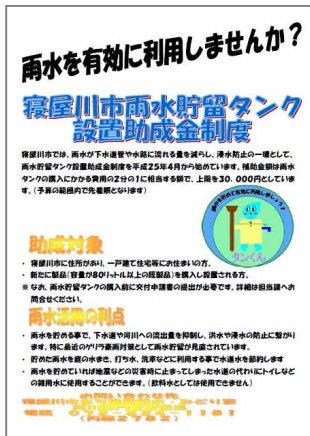 雨水を有効に利用しませんか？
寝屋川市雨水貯留タンク
設置助成金制度
寝屋川市では、雨水が下水道管や水路に流れる量を減らし、浸水防止の一環として、
雨水貯留タンク設置助成金制度を平成25年4月から始めています。補助金額は雨水
タンクの購入にかかる費用の2分の1に相当する額で、上限を30,000円としていま
す。（予算の範囲内で先着順となります）
雨水を貯めて有効に利用しましょう♪
タンくん
助成対象
・ 寝屋川市に住所があり、一戸建て住宅等にお住まいの方。
・ 新たに製品（容量が80リットル以上の既製品）を購入し設置される方。
※ なお、雨水貯留タンクの購入前に交付申請書の提出が必要です。詳細は担当課へお
問合せください。
雨水活用の利点
・ 雨水を貯める事で、下水道や河川への流出量を抑制し、洪水や浸水の防止に繋がり
ます。特に最近のゲリラ豪雨対策として雨水貯留が見直されています。
・ 貯めた雨水を庭の水まき、打ち水、洗車などに利用する事で水道水を節約します
・ 雨水を貯めていれば地震などの災害時に止まってしまった水道の代わりにトイレなど
の雑用水に使用することができます。（飲料水としては使用できません）